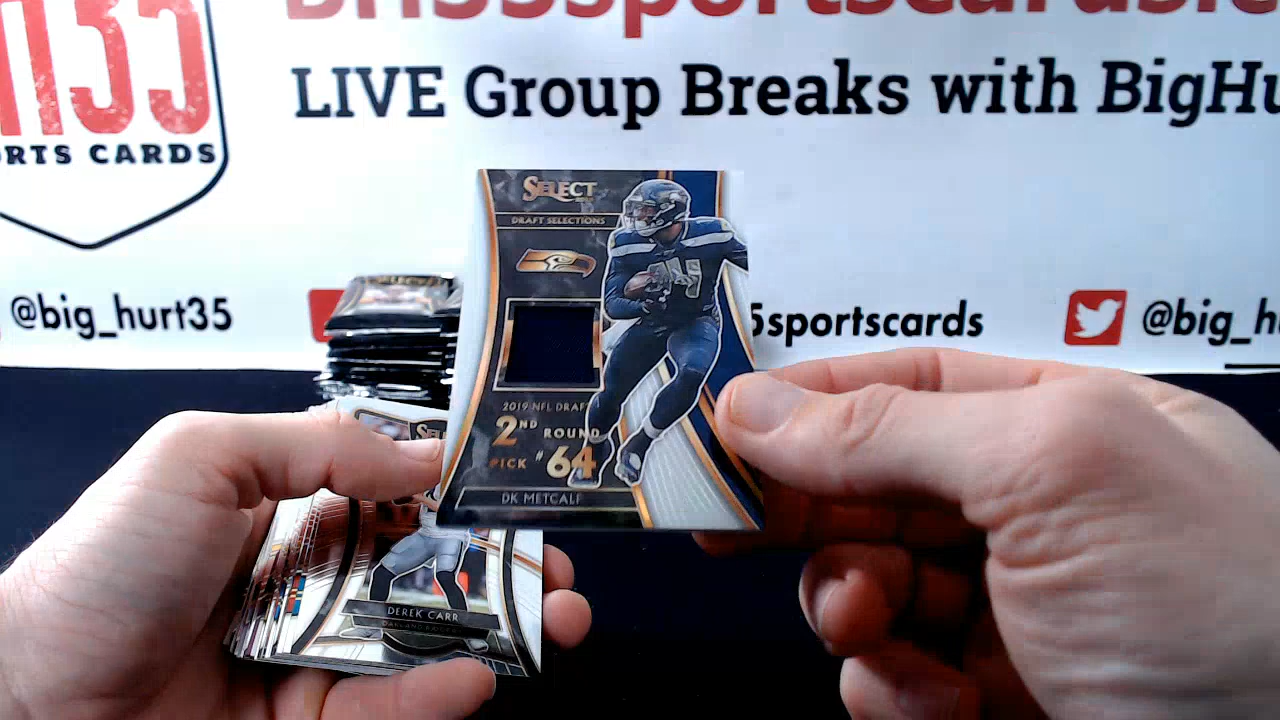 H35
RTS CARDS
LIVE Group Breaks with BigHu
@big_hurt35
5sportscards
@big_h
SELECT
DRAFT SELECTIONS
2019 NFL DRAFT
2ND ROUND
PICK #64
DK METCALF
DEREK CARR